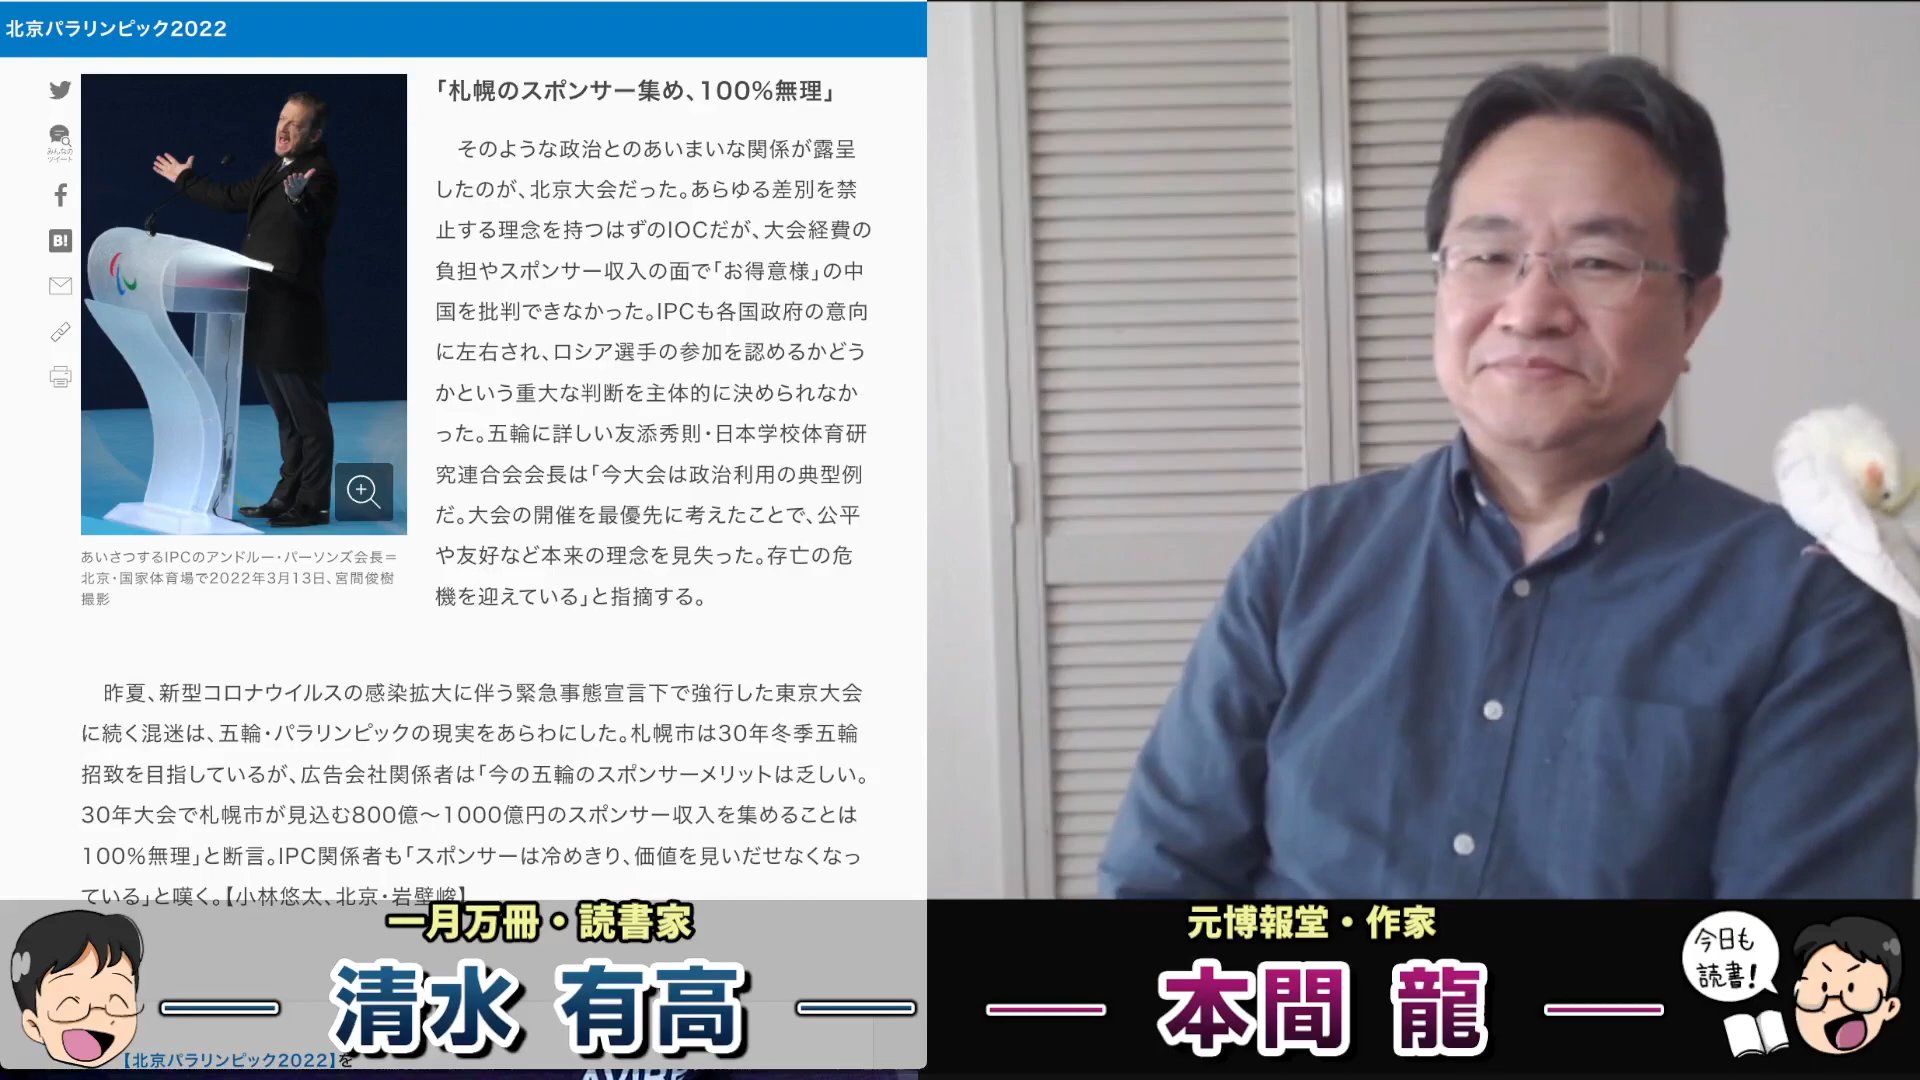 北京パラリンピック2022
みんなの
ツイート
B!
あいさつするIPCのアンドルー・パーソンズ会長＝
北京・国家体育場で2022年3月13日、宮間俊樹
撮影
「札幌のスポンサー集め、100％無理」
そのような政治とのあいまいな関係が露呈
したのが、北京大会だった。あらゆる差別を禁
止する理念を持つはずのIOCだが、大会経費の
負担やスポンサー収入の面で「お得意様」の中
国を批判できなかった。IPCも各国政府の意向
に左右され、ロシア選手の参加を認めるかどう
かという重大な判断を主体的に決められなか
った。五輪に詳しい友添秀則・日本学校体育研
究連合会会長は「今大会は政治利用の典型例
だ。大会の開催を最優先に考えたことで、公平
や友好など本来の理念を見失った。存亡の危
機を迎えている」と指摘する。
昨夏、新型コロナウイルスの感染拡大に伴う緊急事態宣言下で強行した東京大会
に続く混迷は、五輪・パラリンピックの現実をあらわにした。札幌市は30年冬季五輪
招致を目指しているが、広告会社関係者は「今の五輪のスポンサーメリットは乏しい。
30年大会で札幌市が見込む800億～1000億円のスポンサー収入を集めることは
100％無理」と断言。IPC関係者も「スポンサーは冷めきり、価値を見いだせなくなっ
ている」と嘆く。【小林悠太、北京・岩壁峻】
一月万冊・読書家
清水 有高
【北京パラリンピック2022】を
元博報堂・作家
本間 龍
今日も
読書!